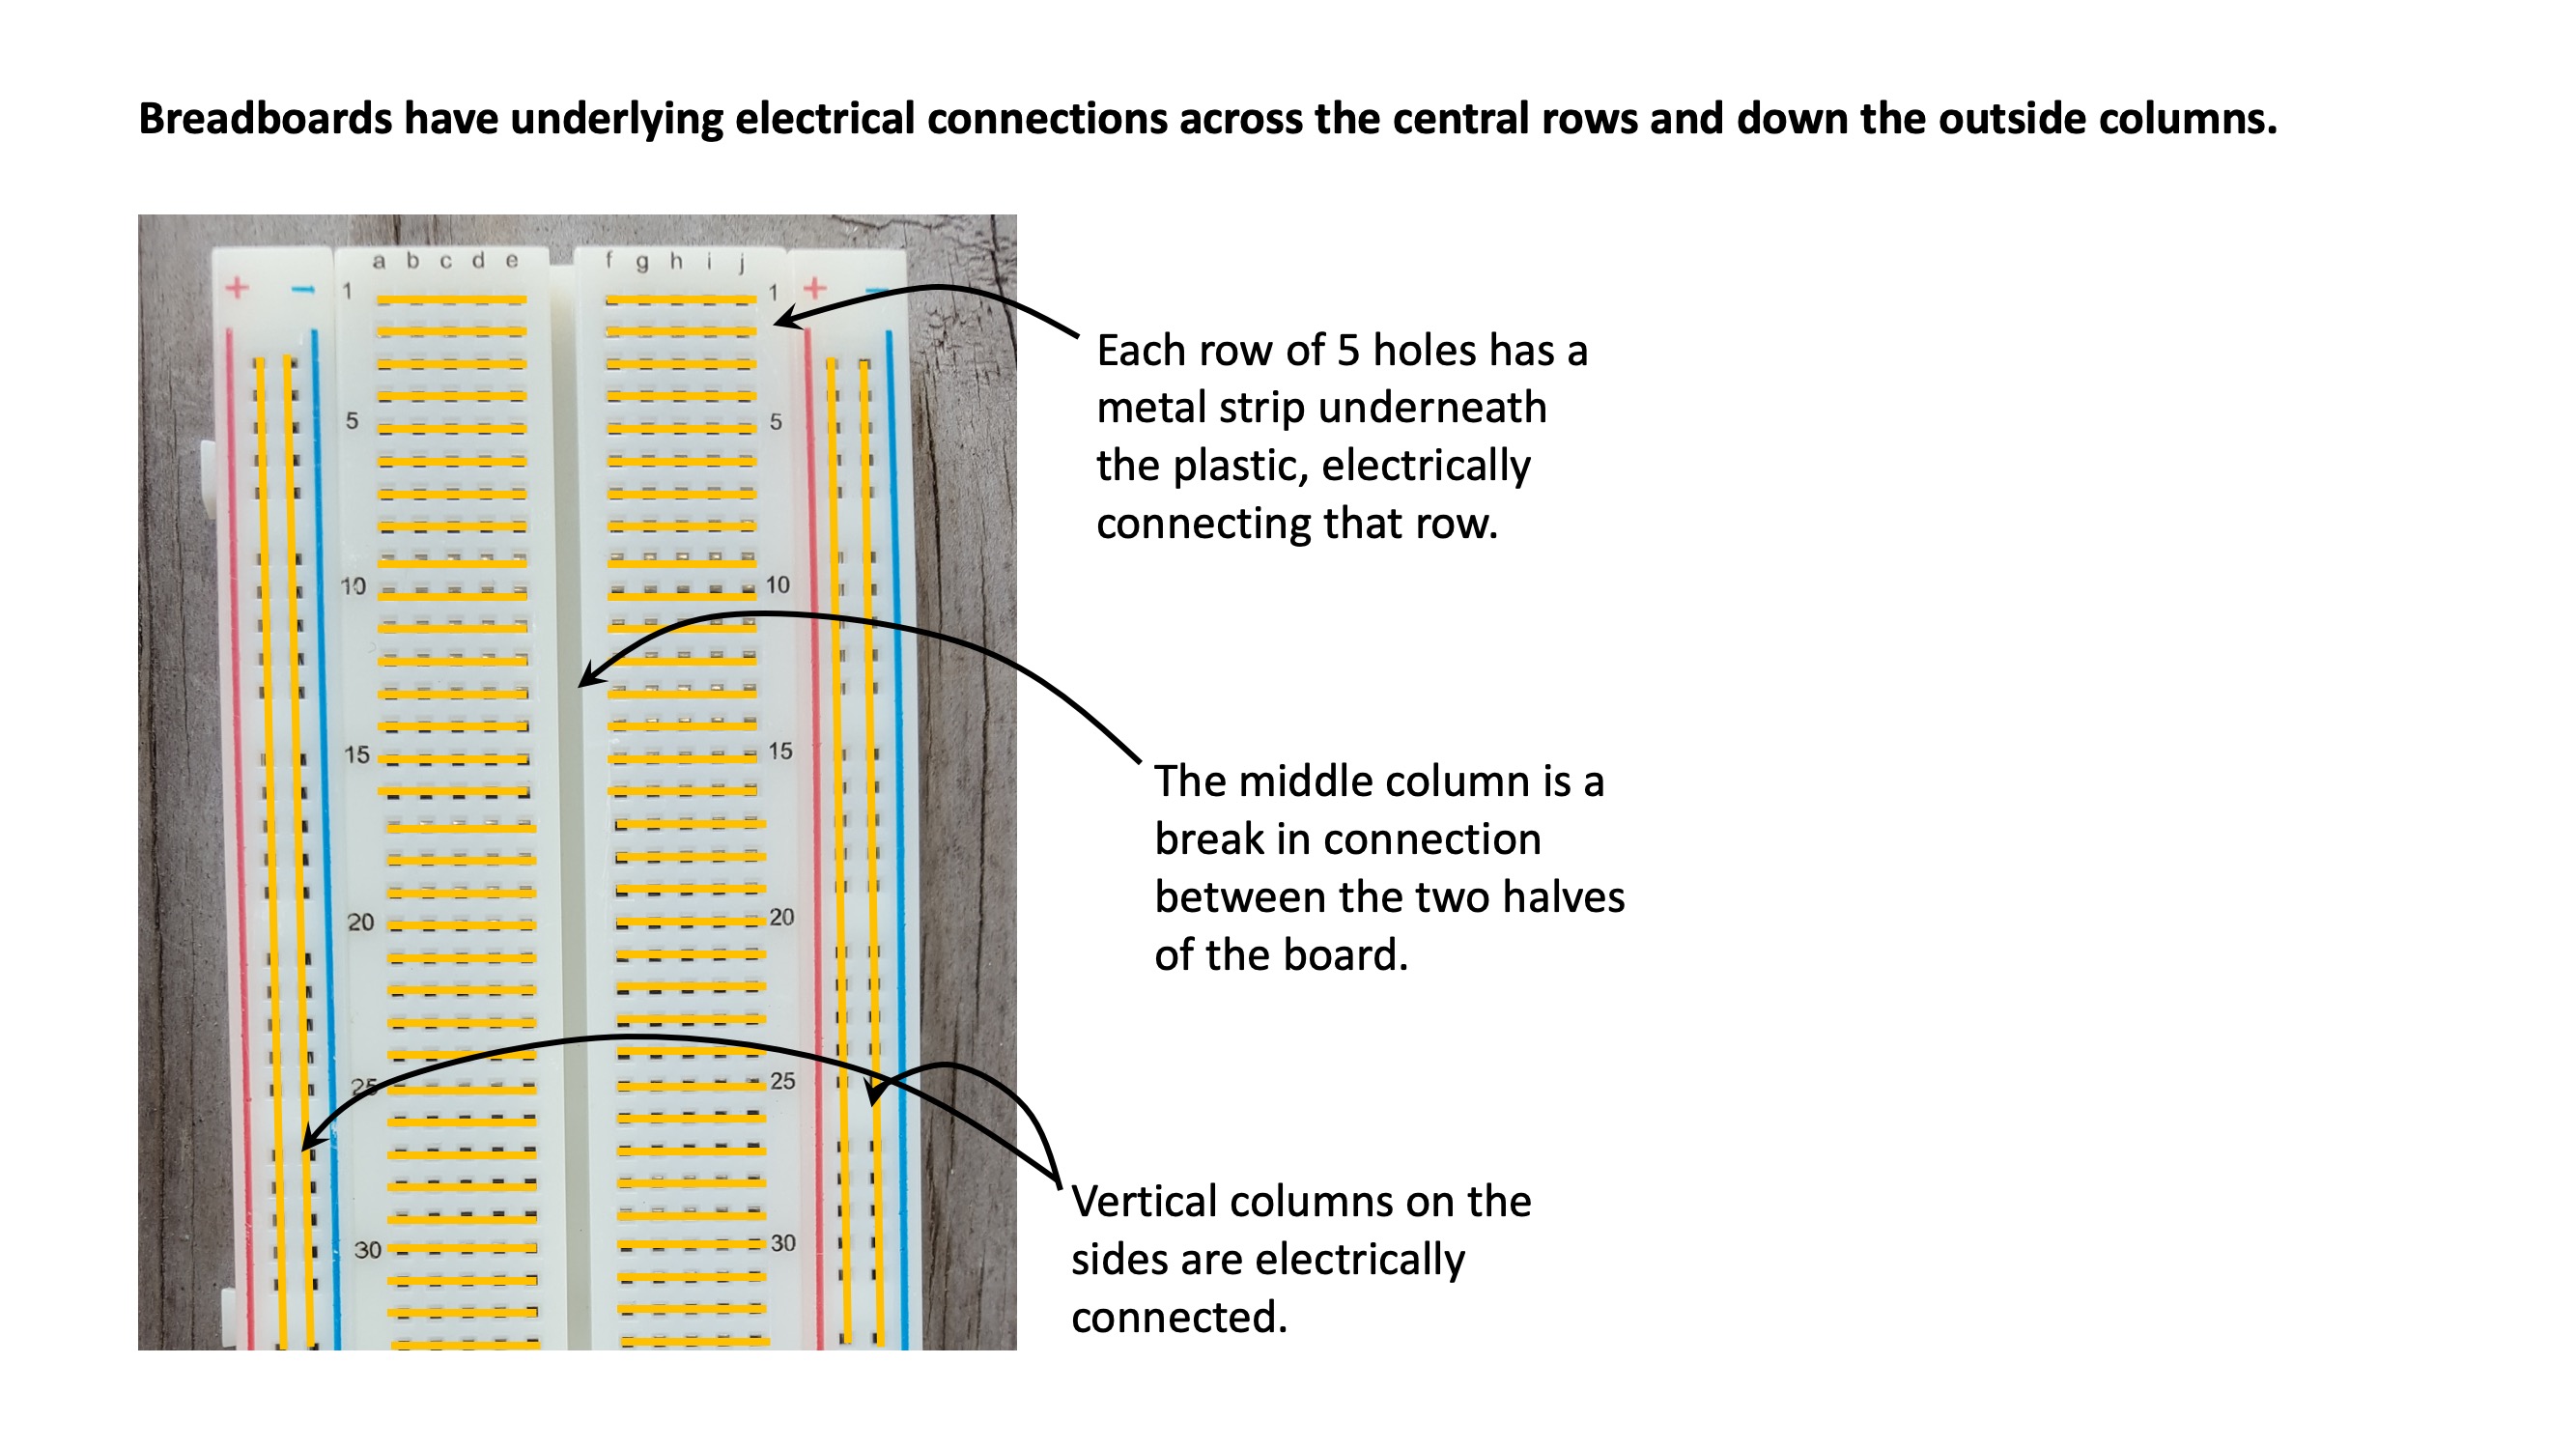 Breadboards have underlying electrical connections across the central rows and down the outside columns.
a b c d e f g h i j
+ − 1 1 + −
5 5
10 10
15 15
20 20
25 25
30 30
Each row of 5 holes has a
metal strip underneath
the plastic, electrically
connecting that row.
The middle column is a
break in connection
between the two halves
of the board.
Vertical columns on the
sides are electrically
connected.